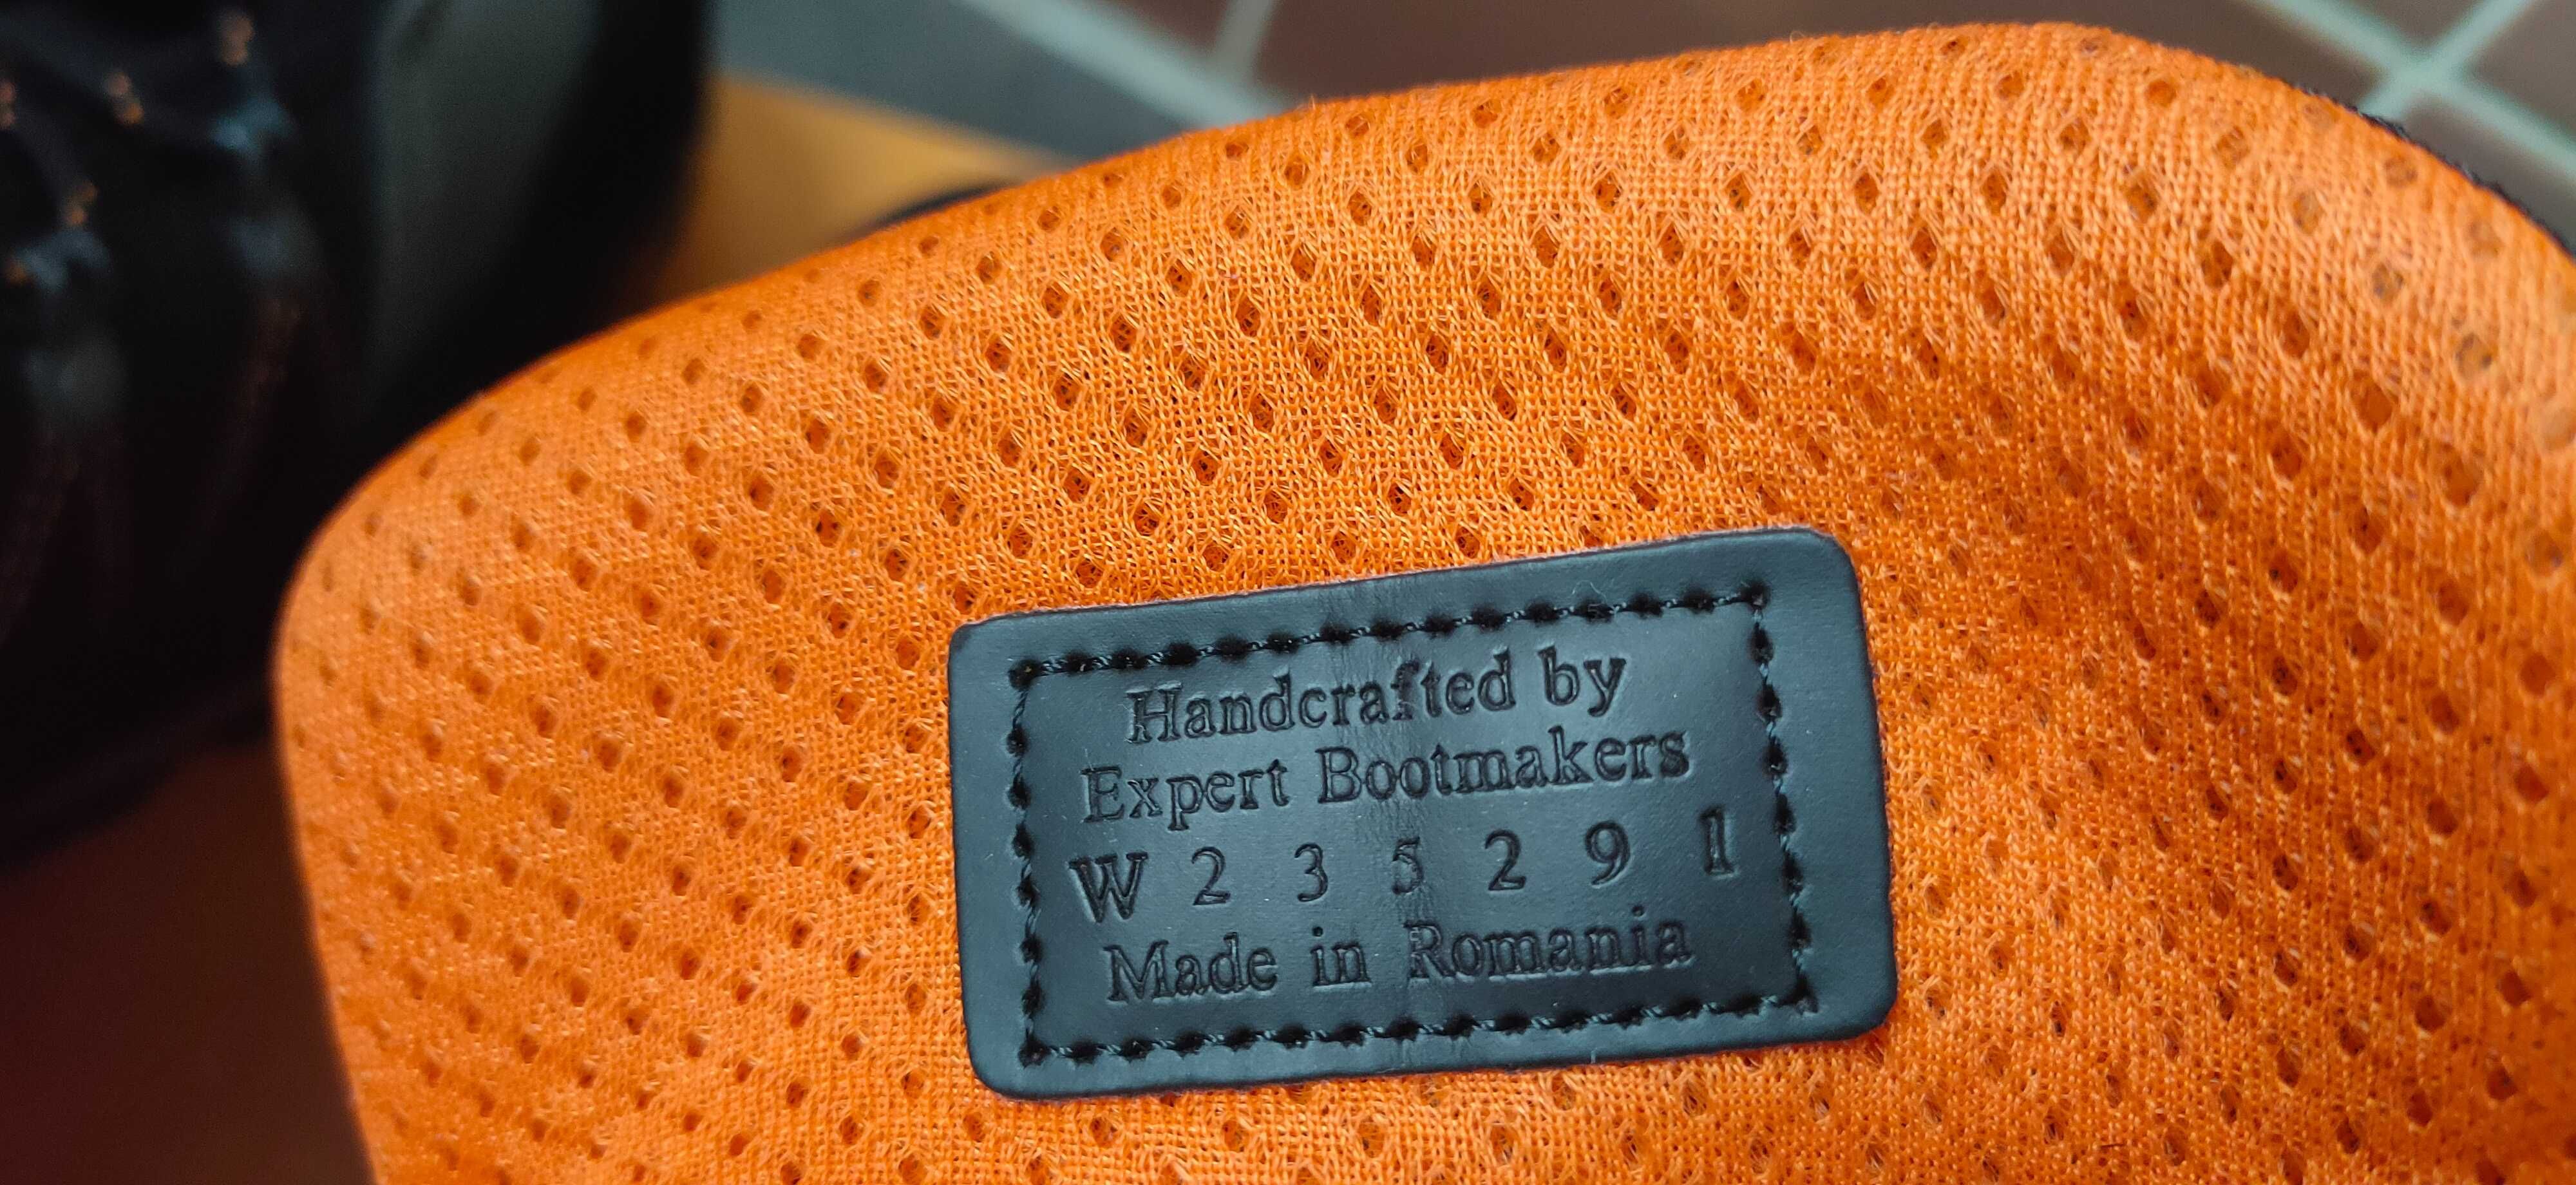 Handcrafted by
Expert Bootmakers
W 2 3 5 2 9 1
Made in Romania